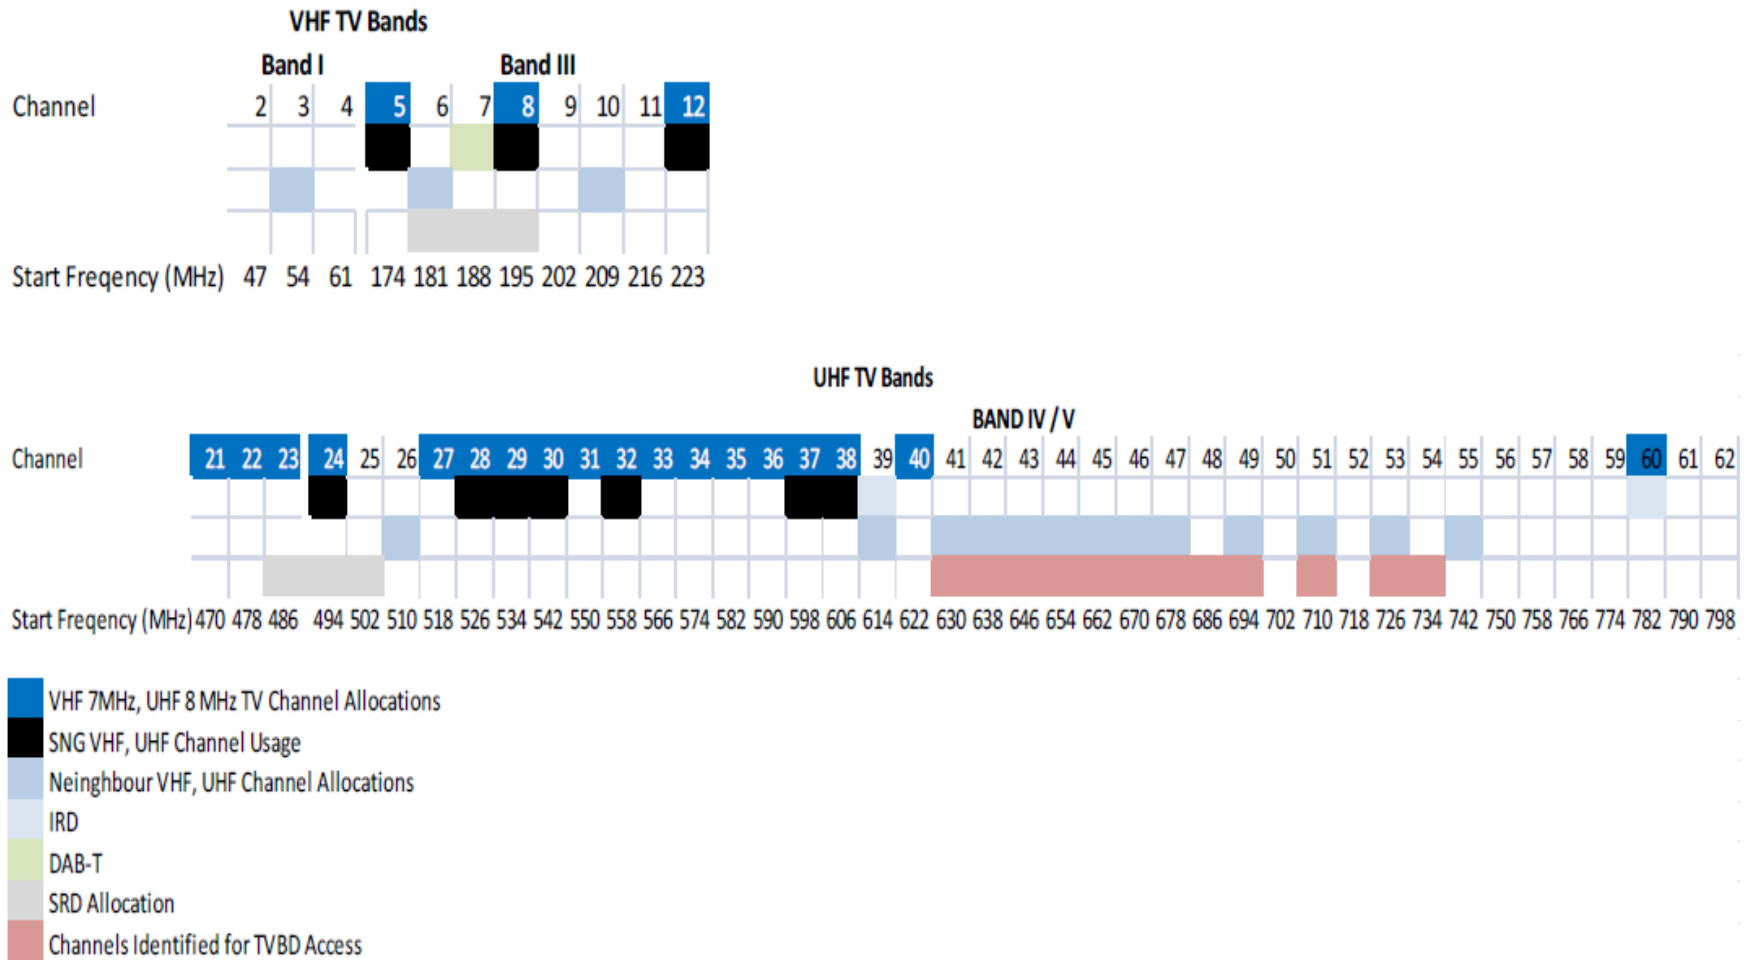 VHF TV Bands
Band I Band III
Channel 2 3 4 5 6 7 8 9 10 11 12
Start Freqency (MHz) 47 54 61 174 181 188 195 202 209 216 223
UHF TV Bands
BAND IV / V
Channel 21 22 23 24 25 26 27 28 29 30 31 32 33 34 35 36 37 38 39 40 41 42 43 44 45 46 47 48 49 50 51 52 53 54 55 56 57 58 59 60 61 62
Start Freqency (MHz) 470 478 486 494 502 510 518 526 534 542 550 558 566 574 582 590 598 606 614 622 630 638 646 654 662 670 678 686 694 702 710 718 726 734 742 750 758 766 774 782 790 798
VHF 7MHz, UHF 8 MHz TV Channel Allocations
SNG VHF, UHF Channel Usage
Neinghbour VHF, UHF Channel Allocations
IRD
DAB-T
SRD Allocation
Channels Identified for TVBD Access